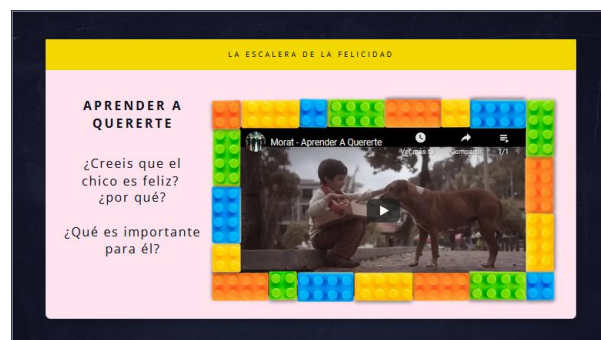 LA ESCALERA DE LA FELICIDAD
APRENDER A
QUERERTE
¿Creeis que el
chico es feliz?
¿por qué?
¿Qué es importante
para él?
Morat - Aprender A Quererte
Compartir
1/1